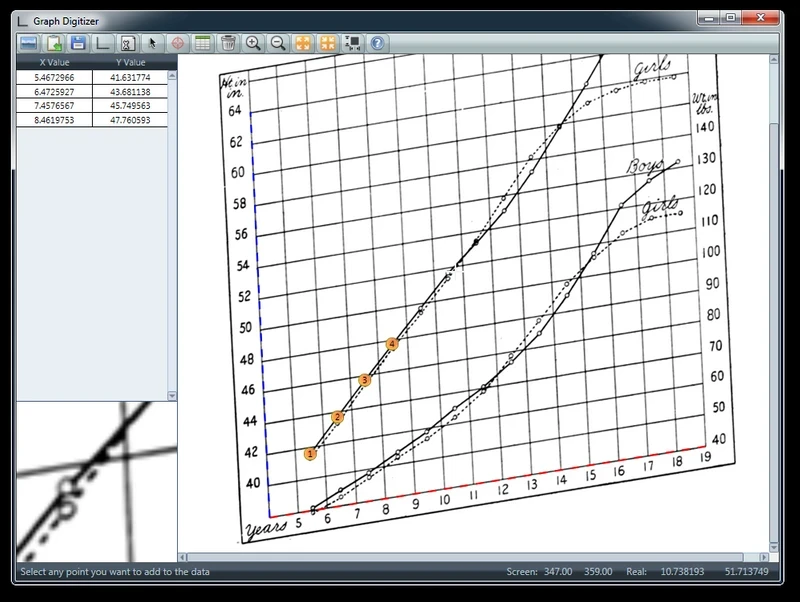 Graph Digitizer
X Value Y Value
5.4672966 41.631774
6.4725927 43.681138
7.4576567 45.749563
8.4619753 47.760593
Ht. in
in.
64
62
60
58
56
54
52
50
48
46
44
42
40
Girls
Wt. in
lbs.
140
130
120
110
100
90
80
70
60
50
40
Boys
Girls
1
2
3
4
Years 5 6 7 8 9 10 11 12 13 14 15 16 17 18 19
Select any point you want to add to the data Screen: 347.00 359.00 Real: 10.738193 51.713749